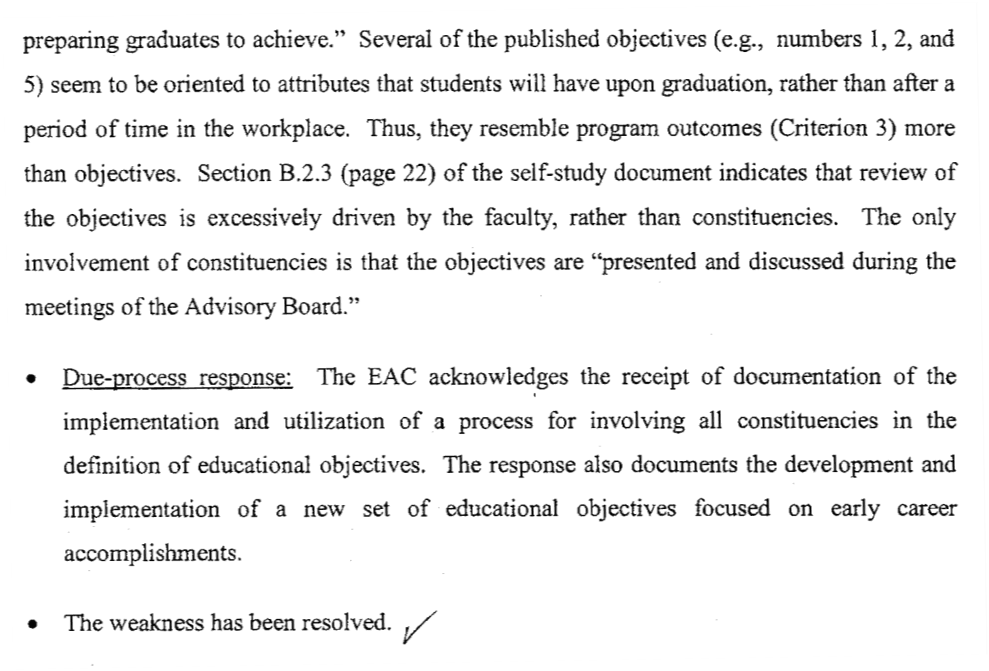 preparing graduates to achieve.” Several of the published objectives (e.g., numbers 1, 2, and
5) seem to be oriented to attributes that students will have upon graduation, rather than after a
period of time in the workplace. Thus, they resemble program outcomes (Criterion 3) more
than objectives. Section B.2.3 (page 22) of the self-study document indicates that review of
the objectives is excessively driven by the faculty, rather than constituencies. The only
involvement of constituencies is that the objectives are “presented and discussed during the
meetings of the Advisory Board.”
• Due-process response: The EAC acknowledges the receipt of documentation of the
implementation and utilization of a process for involving all constituencies in the
definition of educational objectives. The response also documents the development and
implementation of a new set of educational objectives focused on early career
accomplishments.
• The weakness has been resolved. ✓